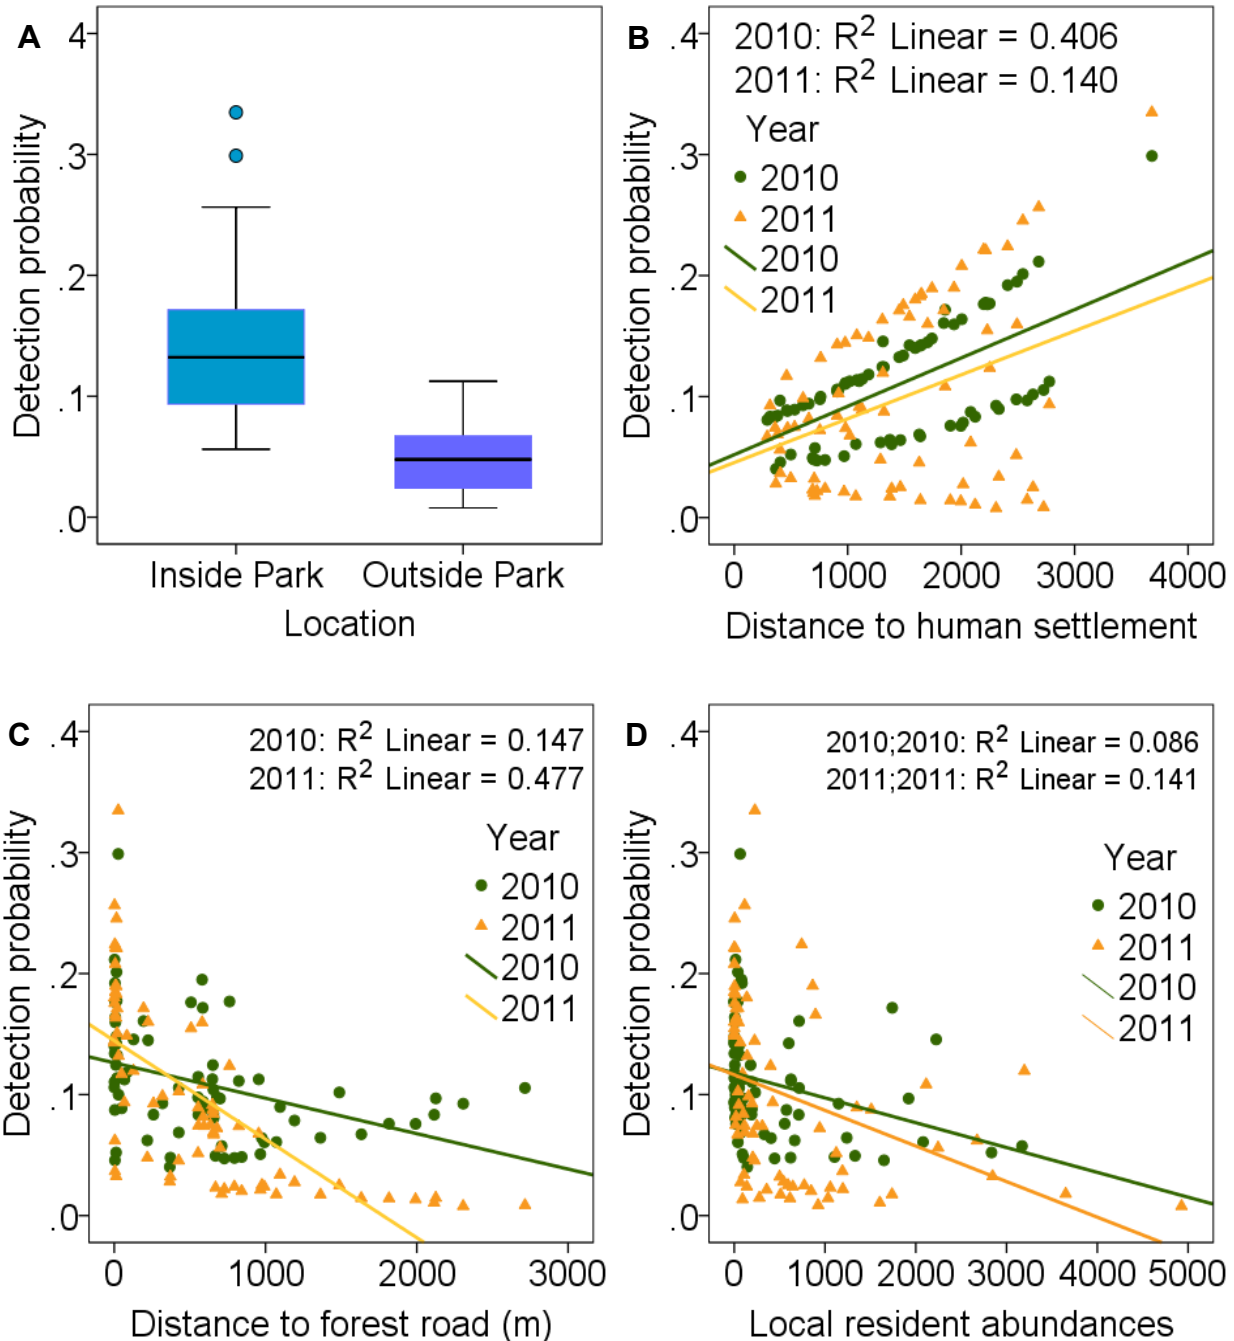 A
Detection probability
.4
.3
.2
.1
.0
Inside Park
Outside Park
Location
B
Detection probability
.4
.3
.2
.1
.0
2010: R² Linear = 0.406
2011: R² Linear = 0.140
Year
2010
2011
2010
2011
0 1000 2000 3000 4000
Distance to human settlement
C
Detection probability
.4
.3
.2
.1
.0
2010: R² Linear = 0.147
2011: R² Linear = 0.477
Year
2010
2011
2010
2011
0 1000 2000 3000
Distance to forest road (m)
D
Detection probability
.4
.3
.2
.1
.0
2010;2010: R² Linear = 0.086
2011;2011: R² Linear = 0.141
Year
2010
2011
2010
2011
0 1000 2000 3000 4000 5000
Local resident abundances